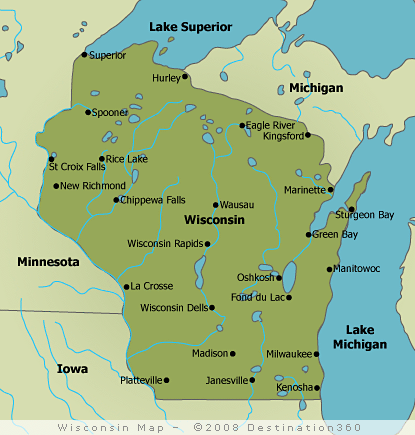 Lake Superior
Superior
Hurley
Michigan
Spooner
Eagle River
Kingsford
Rice Lake
St Croix Falls
New Richmond
Marinette
Chippewa Falls
Wausau
Sturgeon Bay
Wisconsin
Green Bay
Wisconsin Rapids
Minnesota
Manitowoc
Oshkosh
La Crosse
Fond du Lac
Wisconsin Dells
Lake
Michigan
Madison
Milwaukee
Iowa
Platteville
Janesville
Kenosha
Wisconsin Map - ©2008 Destination360